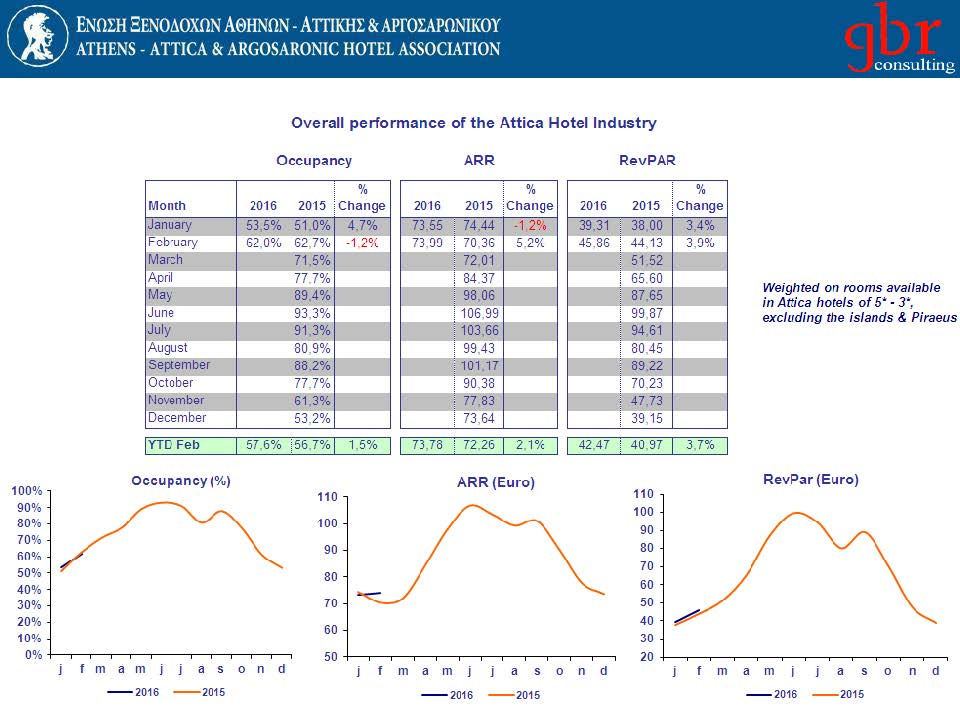 ΕΝΩΣΗ ΞΕΝΟΔΟΧΩΝ ΑΘΗΝΩΝ - ΑΤΤΙΚΗΣ & ΑΡΓΟΣΑΡΩΝΙΚΟΥ
ATHENS - ATTICA & ARGOSARONIC HOTEL ASSOCIATION
gbr
consulting
Overall performance of the Attica Hotel Industry
Occupancy ARR RevPAR
Month 2016 2015 % Change 2016 2015 % Change 2016 2015 % Change
January 53,5% 51,0% 4,7% 73,55 74,44 -1,2% 39,31 38,00 3,4%
February 62,0% 62,7% -1,2% 73,99 70,36 5,2% 45,86 44,13 3,9%
March 71,5% 72,01 51,52
April 77,7% 84,37 65,60
May 89,4% 98,06 87,65
June 93,3% 106,99 99,87
July 91,3% 103,66 94,61
August 80,9% 99,43 80,45
September 88,2% 101,17 89,22
October 77,7% 90,38 70,23
November 61,3% 77,83 47,73
December 53,2% 73,64 39,15
YTD Feb 57,6% 56,7% 1,5% 73,78 72,26 2,1% 42,47 40,97 3,7%
Weighted on rooms available
in Attica hotels of 5* - 3*,
excluding the islands & Piraeus
Occupancy (%)
100%
90%
80%
70%
60%
50%
40%
30%
20%
10%
0%
j f m a m j j a s o n d
2016 2015
ARR (Euro)
110
100
90
80
70
60
50
j f m a m j j a s o n d
2016 2015
RevPar (Euro)
110
100
90
80
70
60
50
40
30
20
j f m a m j j a s o n d
2016 2015